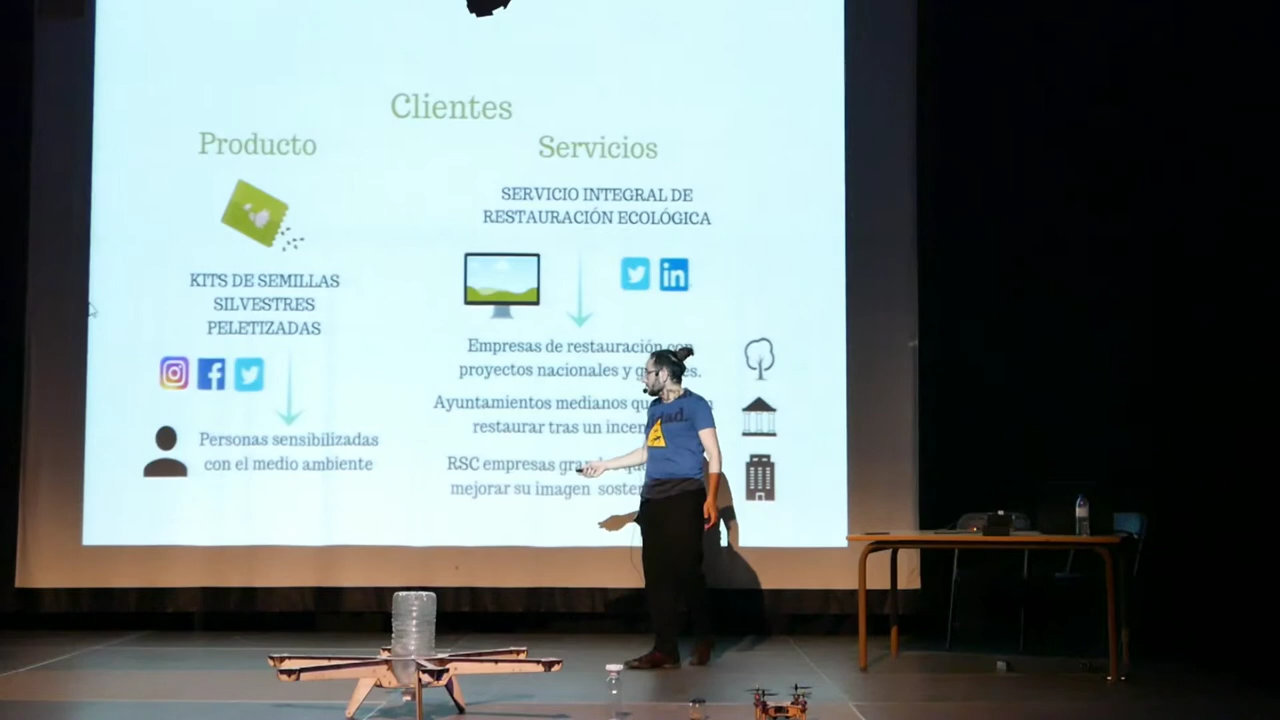 Clientes
Producto
Servicios
SERVICIO INTEGRAL DE
RESTAURACIÓN ECOLÓGICA
in
KITS DE SEMILLAS
SILVESTRES
PELETIZADAS
f
Personas sensibilizadas
con el medio ambiente
Empresas de restauración con
proyectos nacionales y
Ayuntamientos medianos
restaurar tras un
RSC empresas
mejorar su imagen